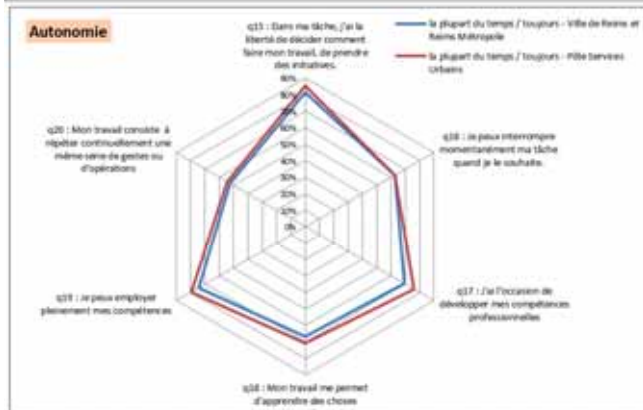 Autonomie
q15 : Dans ma tâche, j'ai la
liberté de décider comment
faire mon travail, de prendre
des initiatives.
la plupart du temps / toujours - Ville de Reims et
Reims Métropole
la plupart du temps / toujours - Pôle Services
Urbains
90%
80%
70%
60%
50%
40%
30%
20%
10%
0%
q20 : Mon travail consiste à
répéter continuellement une
même série de gestes ou
d'opérations
q16 : Je peux interrompre
momentanément ma tâche
quand je le souhaite.
q19 : Je peux employer
pleinement mes compétences
q17 : J'ai l'occasion de
développer mes compétences
professionnelles
q18 : Mon travail me permet
d'apprendre des choses